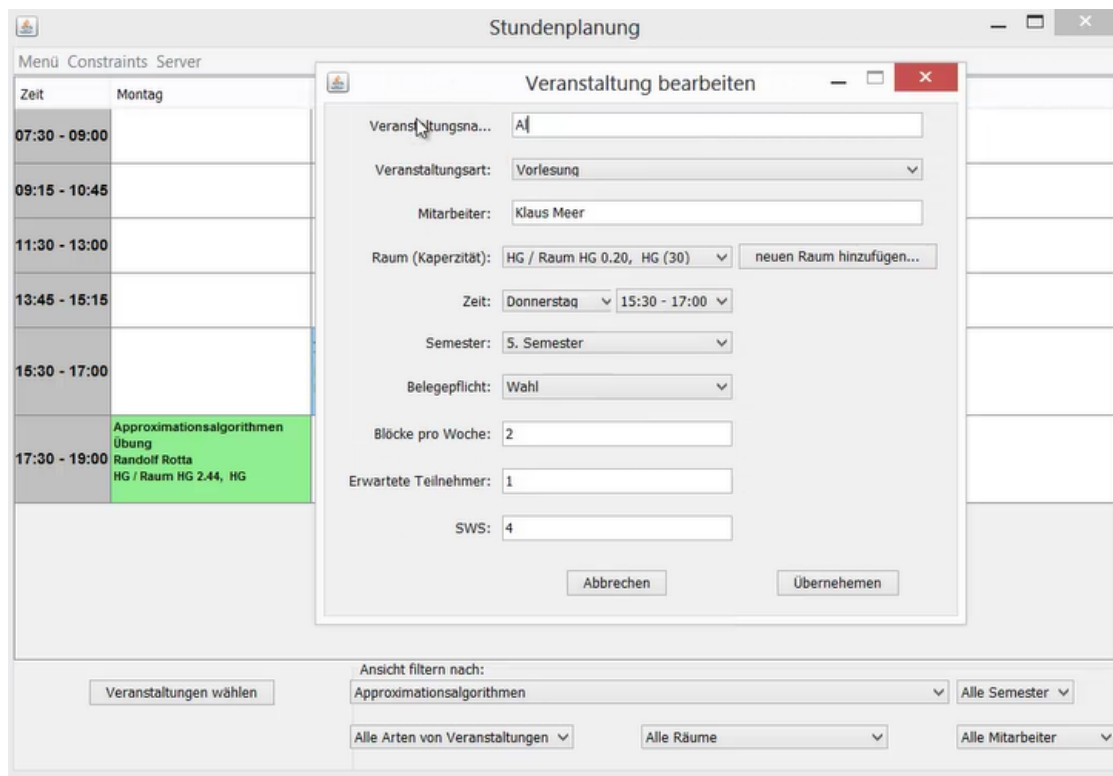 Stundenplanung
Menü Constraints Server
Zeit Montag
07:30 - 09:00
09:15 - 10:45
11:30 - 13:00
13:45 - 15:15
15:30 - 17:00
17:30 - 19:00
Approximationsalgorithmen
Übung
Randolf Rotta
HG / Raum HG 2.44, HG
Veranstaltung bearbeiten
Veranstaltungsna... Al
Veranstaltungsart: Vorlesung
Mitarbeiter: Klaus Meer
Raum (Kaperzität): HG / Raum HG 0.20, HG (30) neuen Raum hinzufügen...
Zeit: Donnerstag 15:30 - 17:00
Semester: 5. Semester
Belegepflicht: Wahl
Blöcke pro Woche: 2
Erwartete Teilnehmer: 1
SWS: 4
Abbrechen Übernehemen
Ansicht filtern nach:
Veranstaltungen wählen Approximationsalgorithmen Alle Semester
Alle Arten von Veranstaltungen Alle Räume Alle Mitarbeiter